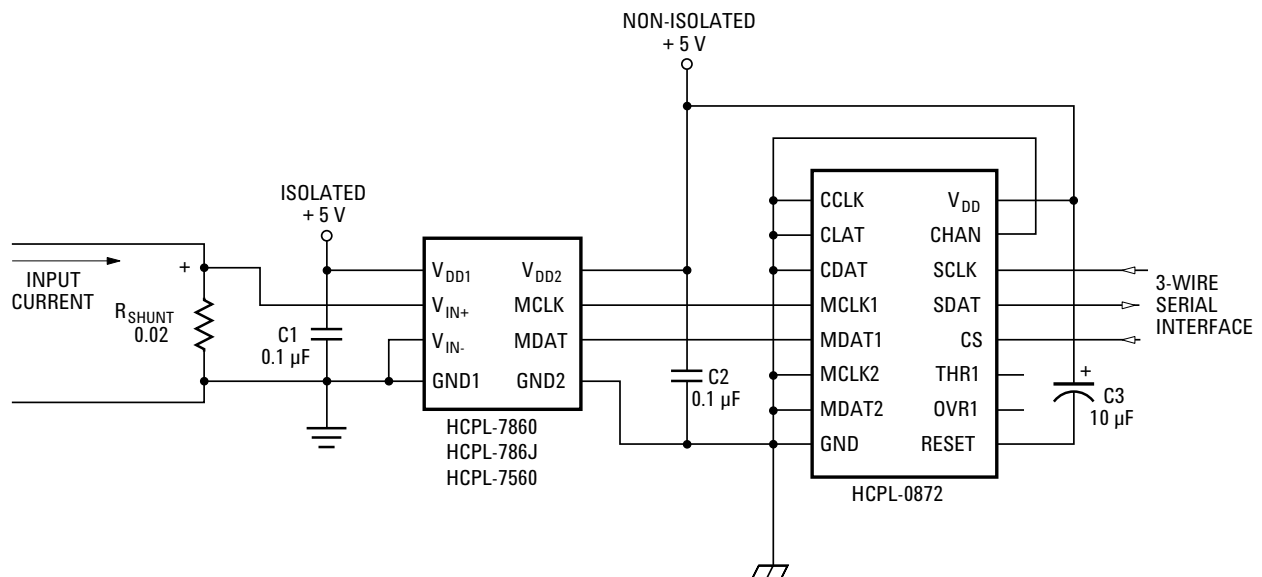 NON-ISOLATED
+ 5 V
ISOLATED
+ 5 V
+
INPUT
CURRENT
R_SHUNT
0.02
C1
0.1 µF
V_DD1
V_IN+
V_IN-
GND1
V_DD2
MCLK
MDAT
GND2
HCPL-7860
HCPL-786J
HCPL-7560
C2
0.1 µF
CCLK
CLAT
CDAT
MCLK1
MDAT1
MCLK2
MDAT2
GND
V_DD
CHAN
SCLK
SDAT
CS
THR1
OVR1
RESET
HCPL-0872
3-WIRE
SERIAL
INTERFACE
+
C3
10 µF